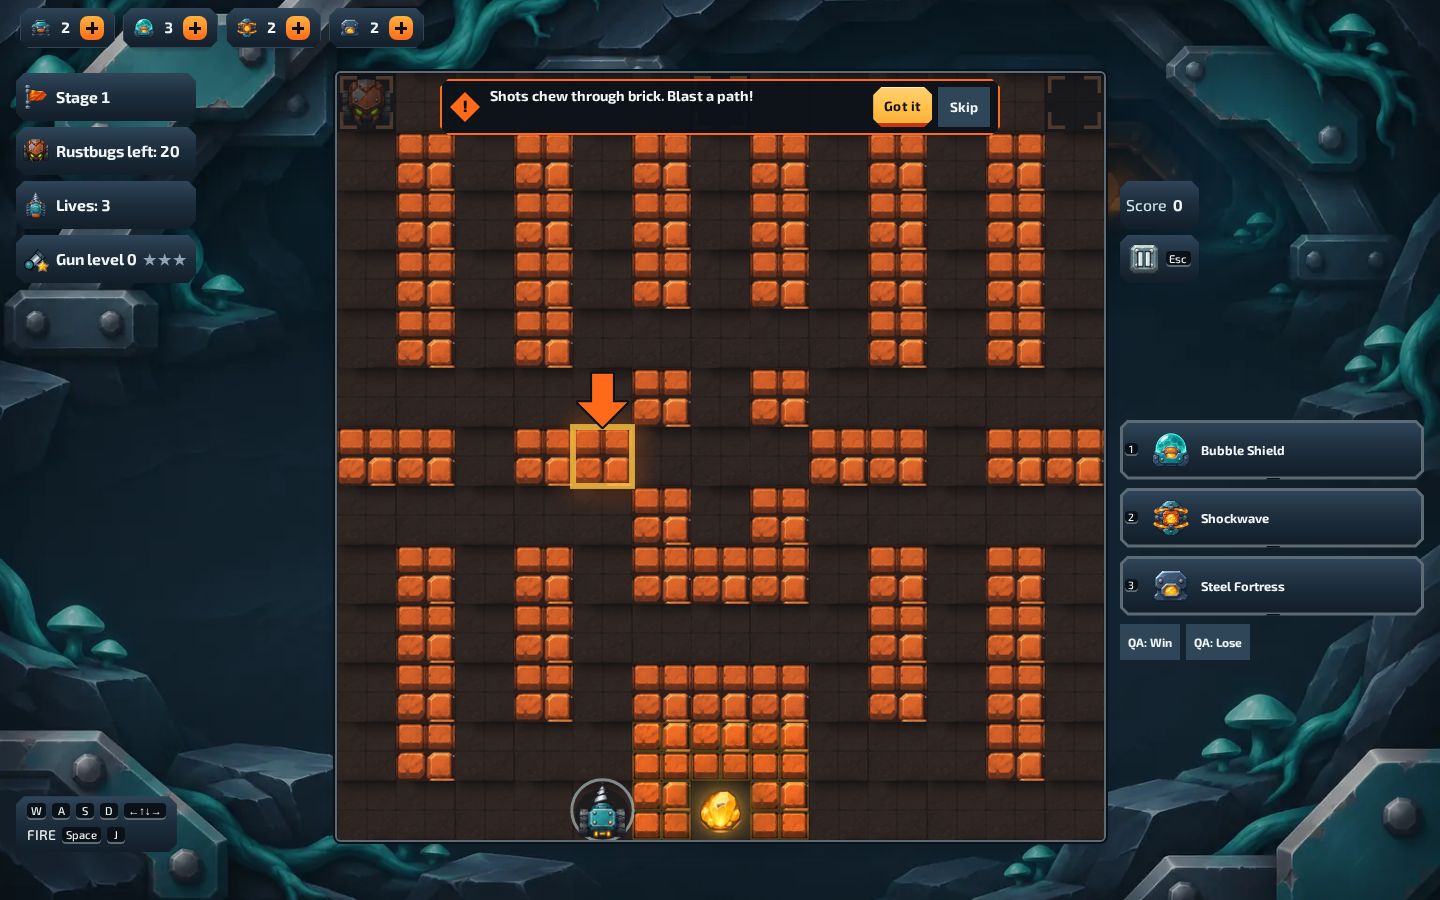 2
3
2
2
Stage 1
Rustbugs left: 20
Lives: 3
Gun level 0 ★★★
! Shots chew through brick. Blast a path!
Got it
Skip
Score 0
Esc
1 Bubble Shield
2 Shockwave
3 Steel Fortress
QA: Win
QA: Lose
W A S D ←↑↓→
FIRE Space J